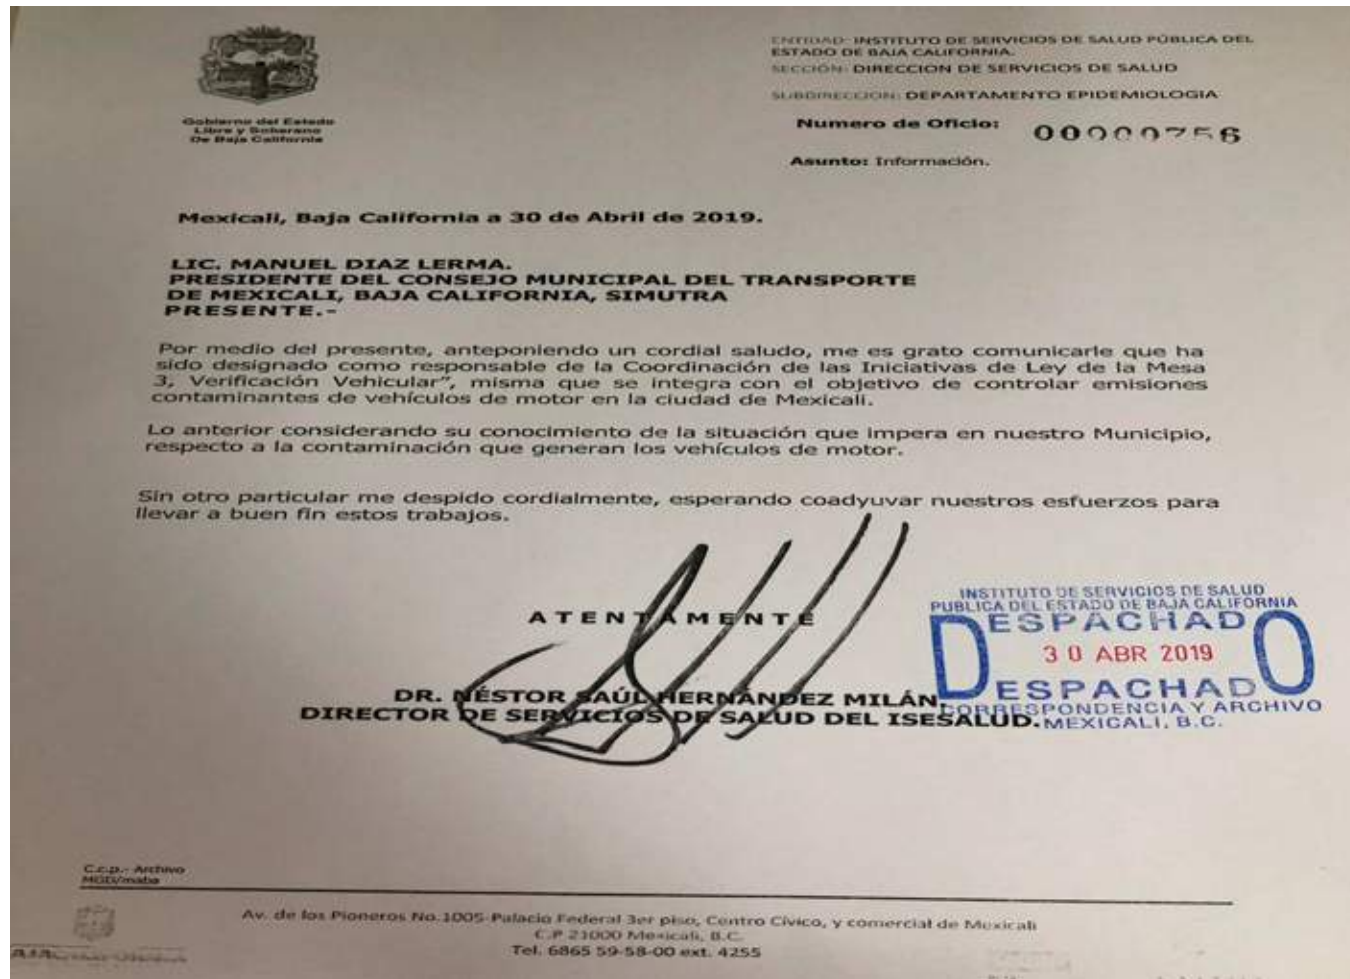 ENTIDAD: INSTITUTO DE SERVICIOS DE SALUD PÚBLICA DEL
ESTADO DE BAJA CALIFORNIA.
SECCIÓN: DIRECCION DE SERVICIOS DE SALUD
SUBDIRECCION: DEPARTAMENTO EPIDEMIOLOGIA
Numero de Oficio: 00000756
Asunto: Información.
Gobierno del Estado
Libre y Soberano
De Baja California
Mexicali, Baja California a 30 de Abril de 2019.
LIC. MANUEL DIAZ LERMA.
PRESIDENTE DEL CONSEJO MUNICIPAL DEL TRANSPORTE
DE MEXICALI, BAJA CALIFORNIA, SIMUTRA
PRESENTE.-
Por medio del presente, anteponiendo un cordial saludo, me es grato comunicarle que ha
sido designado como responsable de la Coordinación de las Iniciativas de Ley de la Mesa
3, Verificación Vehicular”, misma que se integra con el objetivo de controlar emisiones
contaminantes de vehículos de motor en la ciudad de Mexicali.
Lo anterior considerando su conocimiento de la situación que impera en nuestro Municipio,
respecto a la contaminación que generan los vehículos de motor.
Sin otro particular me despido cordialmente, esperando coadyuvar nuestros esfuerzos para
llevar a buen fin estos trabajos.
ATENTAMENTE
DR. NÉSTOR SAÚL HERNÁNDEZ MILÁN.
DIRECTOR DE SERVICIOS DE SALUD DEL ISESALUD.
INSTITUTO DE SERVICIOS DE SALUD
PUBLICA DEL ESTADO DE BAJA CALIFORNIA
DESPACHADO
30 ABR 2019
DESPACHADO
CORRESPONDENCIA Y ARCHIVO
MEXICALI, B.C.
C.c.p.- Archivo
MGD/maba
Av. de los Pioneros No.1005-Palacio Federal 3er piso, Centro Cívico, y comercial de Mexicali
C.P 21000 Mexicali, B.C.
Tel. 6865 59-58-00 ext. 4255